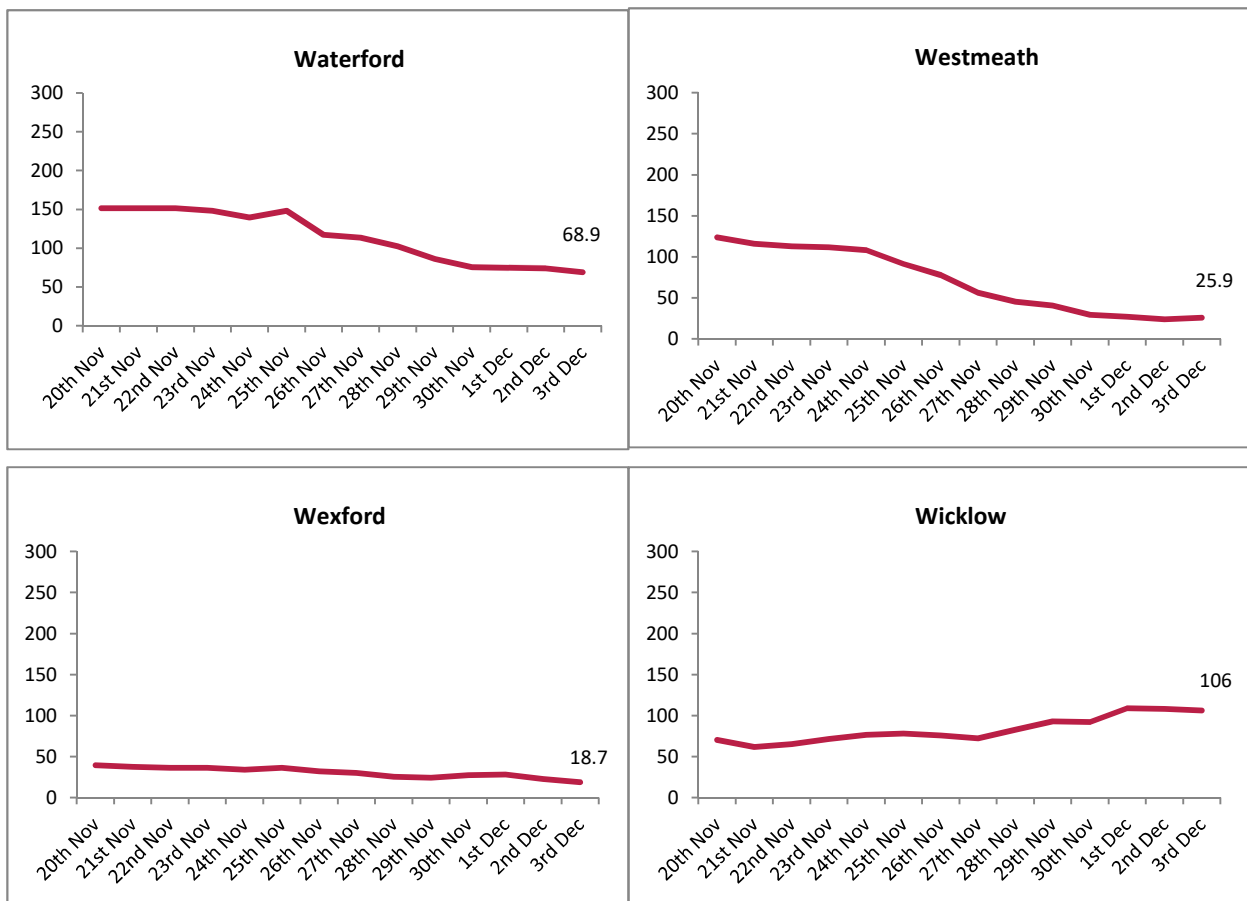 Waterford
300
250
200
150
100
50
0
68.9
20th Nov
21st Nov
22nd Nov
23rd Nov
24th Nov
25th Nov
26th Nov
27th Nov
28th Nov
29th Nov
30th Nov
1st Dec
2nd Dec
3rd Dec
Westmeath
300
250
200
150
100
50
0
25.9
20th Nov
21st Nov
22nd Nov
23rd Nov
24th Nov
25th Nov
26th Nov
27th Nov
28th Nov
29th Nov
30th Nov
1st Dec
2nd Dec
3rd Dec
Wexford
300
250
200
150
100
50
0
18.7
20th Nov
21st Nov
22nd Nov
23rd Nov
24th Nov
25th Nov
26th Nov
27th Nov
28th Nov
29th Nov
30th Nov
1st Dec
2nd Dec
3rd Dec
Wicklow
300
250
200
150
100
50
0
106
20th Nov
21st Nov
22nd Nov
23rd Nov
24th Nov
25th Nov
26th Nov
27th Nov
28th Nov
29th Nov
30th Nov
1st Dec
2nd Dec
3rd Dec